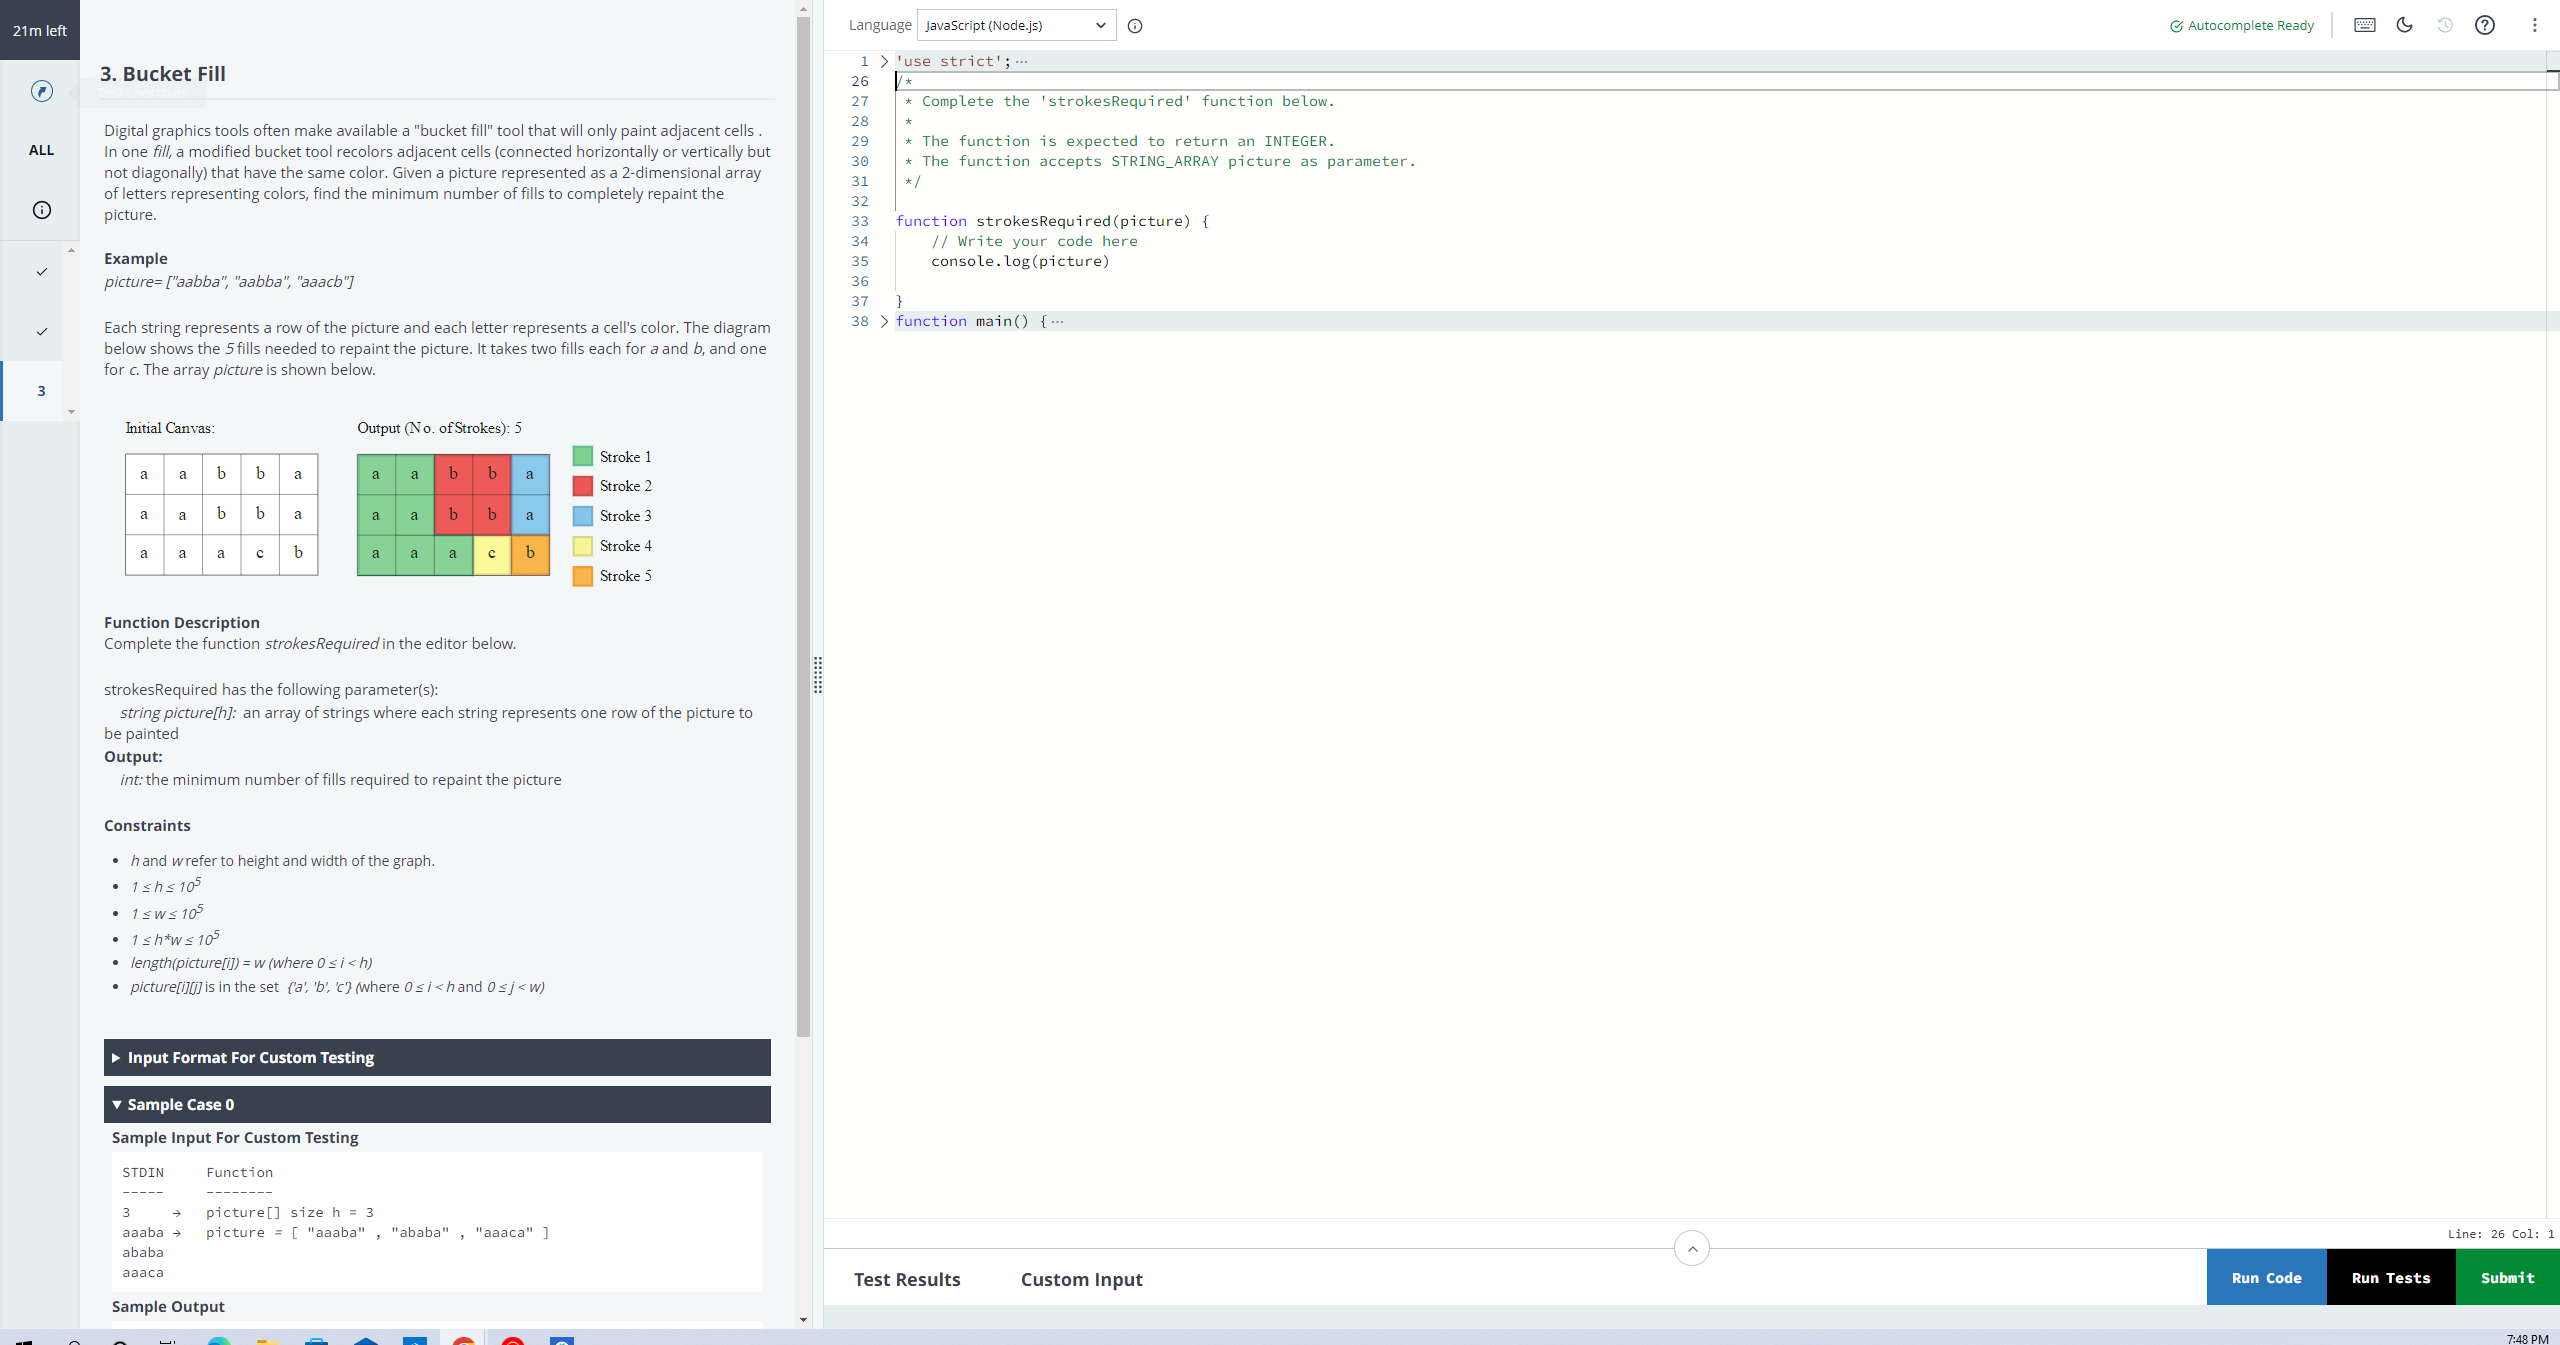 21m left
ALL
3
3. Bucket Fill
Digital graphics tools often make available a "bucket fill" tool that will only paint adjacent cells .
In one fill, a modified bucket tool recolors adjacent cells (connected horizontally or vertically but
not diagonally) that have the same color. Given a picture represented as a 2-dimensional array
of letters representing colors, find the minimum number of fills to completely repaint the
picture.
Example
picture= ["aabba", "aabba", "aaacb"]
Each string represents a row of the picture and each letter represents a cell's color. The diagram
below shows the 5 fills needed to repaint the picture. It takes two fills each for a and b, and one
for c. The array picture is shown below.
Initial Canvas:
a a b b a
a a b b a
a a a c b
Output (No. of Strokes): 5
a a b b a
a a b b a
a a a c b
Stroke 1
Stroke 2
Stroke 3
Stroke 4
Stroke 5
Function Description
Complete the function strokesRequired in the editor below.
strokesRequired has the following parameter(s):
string picture[h]: an array of strings where each string represents one row of the picture to
be painted
Output:
int: the minimum number of fills required to repaint the picture
Constraints
• h and w refer to height and width of the graph.
• 1 ≤ h ≤ 10⁵
• 1 ≤ w ≤ 10⁵
• 1 ≤ h*w ≤ 10⁵
• length(picture[i]) = w (where 0 ≤ i < h)
• picture[i][j] is in the set {'a', 'b', 'c'} (where 0 ≤ i < h and 0 ≤ j < w)
Input Format For Custom Testing
Sample Case 0
Sample Input For Custom Testing
STDIN Function
----- --------
3 → picture[] size h = 3
aaaba → picture = [ "aaaba" , "ababa" , "aaaca" ]
ababa
aaaca
Sample Output
Language JavaScript (Node.js)
Autocomplete Ready
1 'use strict'; ···
26 /*
27 * Complete the 'strokesRequired' function below.
28 *
29 * The function is expected to return an INTEGER.
30 * The function accepts STRING_ARRAY picture as parameter.
31 */
32
33 function strokesRequired(picture) {
34 // Write your code here
35 console.log(picture)
36
37 }
38 function main() { ···
Line: 26 Col: 1
Test Results Custom Input
Run Code Run Tests Submit
7:48 PM